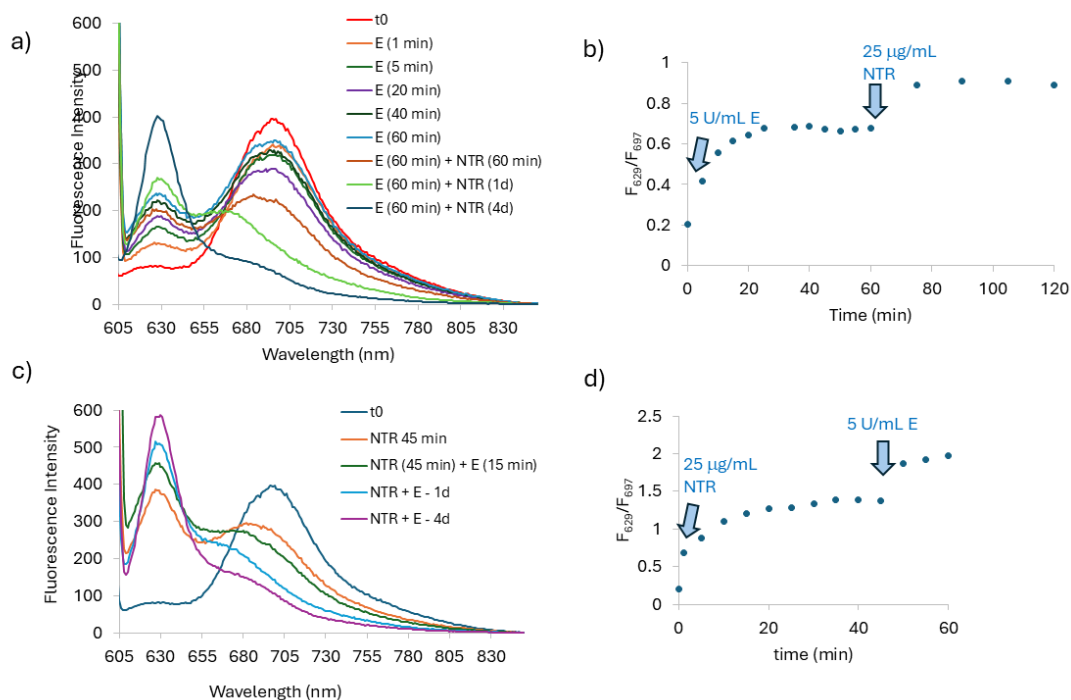 a)
Fluorescence Intensity
600
500
400
300
200
100
0
605 630 655 680 705 730 755 780 805 830
Wavelength (nm)
t0
E (1 min)
E (5 min)
E (20 min)
E (40 min)
E (60 min)
E (60 min) + NTR (60 min)
E (60 min) + NTR (1d)
E (60 min) + NTR (4d)
b)
25 µg/mL
NTR
5 U/mL E
F629/F697
1
0.8
0.6
0.4
0.2
0
0 20 40 60 80 100 120
Time (min)
c)
Fluorescence Intensity
600
500
400
300
200
100
0
605 630 655 680 705 730 755 780 805 830
Wavelength (nm)
t0
NTR 45 min
NTR (45 min) + E (15 min)
NTR + E - 1d
NTR + E - 4d
d)
5 U/mL E
25 µg/mL
NTR
F629/F697
2.5
2
1.5
1
0.5
0
0 20 40 60
time (min)